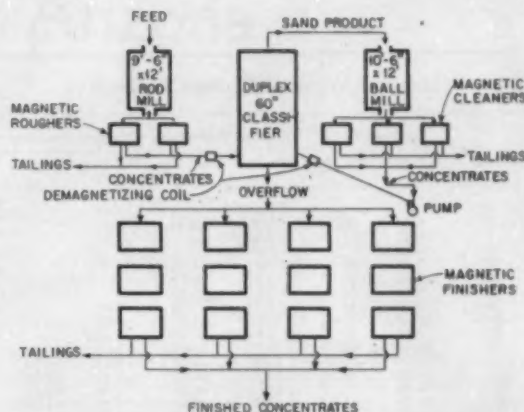 FEED
SAND PRODUCT
9'-6"
x12'
ROD
MILL
DUPLEX
60"
CLASSI-
FIER
10'-6"
x 12'
BALL
MILL
MAGNETIC
CLEANERS
MAGNETIC
ROUGHERS
TAILINGS
TAILINGS
CONCENTRATES
CONCENTRATES
DEMAGNETIZING COIL
OVERFLOW
PUMP
MAGNETIC
FINISHERS
TAILINGS
FINISHED CONCENTRATES